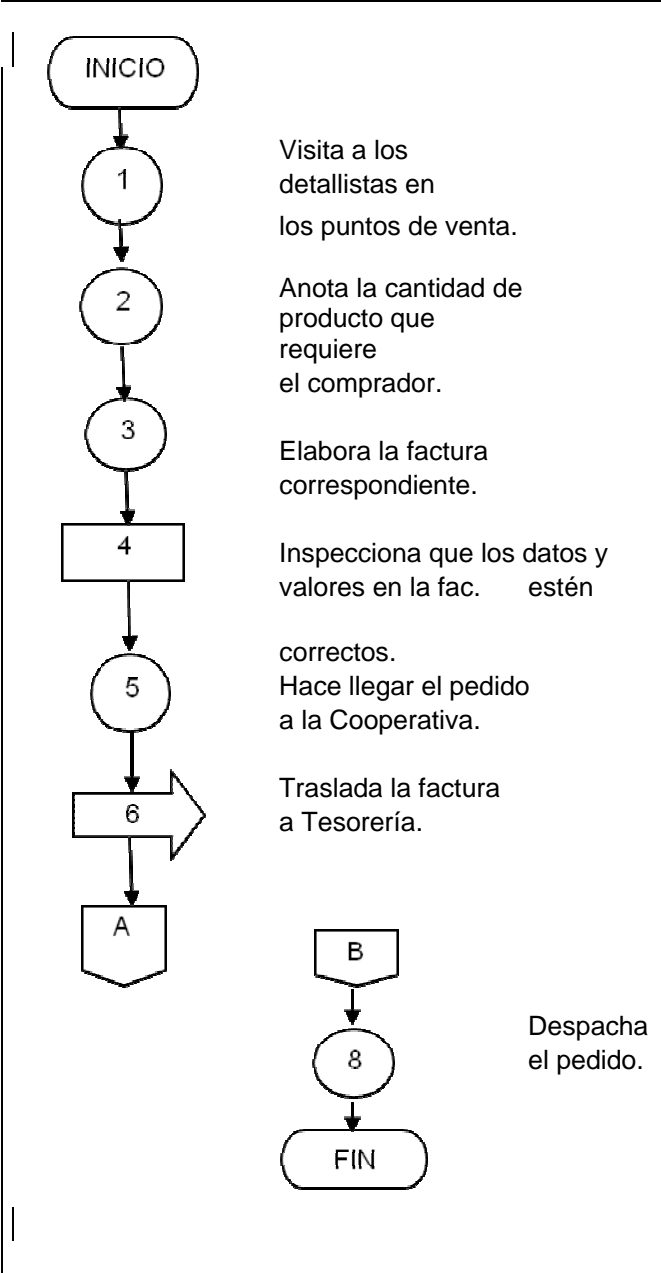 INICIO
1
Visita a los
detallistas en
los puntos de venta.
2
Anota la cantidad de
producto que
requiere
el comprador.
3
Elabora la factura
correspondiente.
4
Inspecciona que los datos y
valores en la fac. estén
correctos.
5
Hace llegar el pedido
a la Cooperativa.
6
Traslada la factura
a Tesorería.
A
B
8
Despacha
el pedido.
FIN